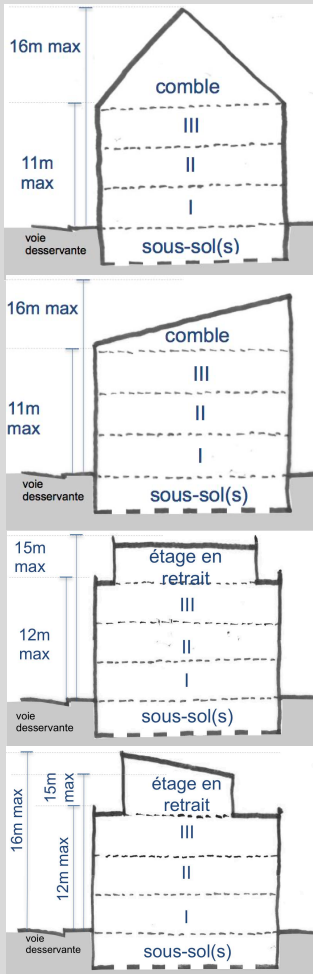 16m max
comble
III
11m
max
II
I
voie
desservante
sous-sol(s)
16m max
comble
III
11m
max
II
I
voie
desservante
sous-sol(s)
15m
max
étage en
retrait
III
12m
max
II
I
voie
desservante
sous-sol(s)
16m max
15m
max
étage en
retrait
12m max
III
II
I
voie
desservante
sous-sol(s)